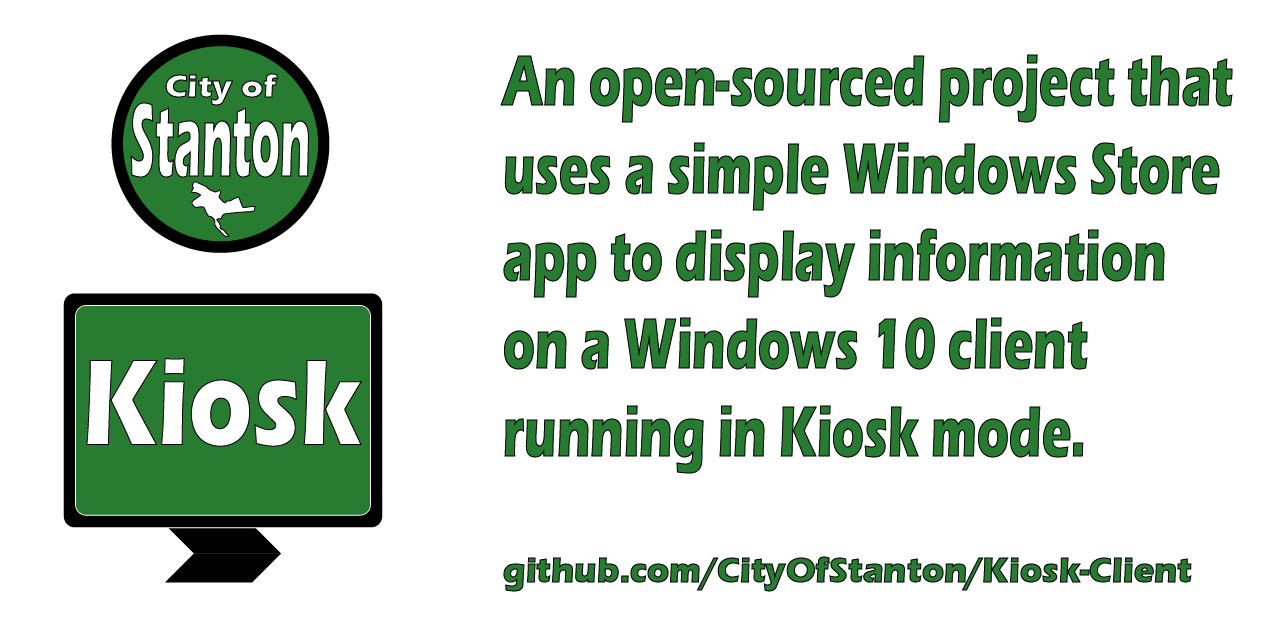 City of
Stanton
Kiosk
An open-sourced project that
uses a simple Windows Store
app to display information
on a Windows 10 client
running in Kiosk mode.
github.com/CityOfStanton/Kiosk-Client